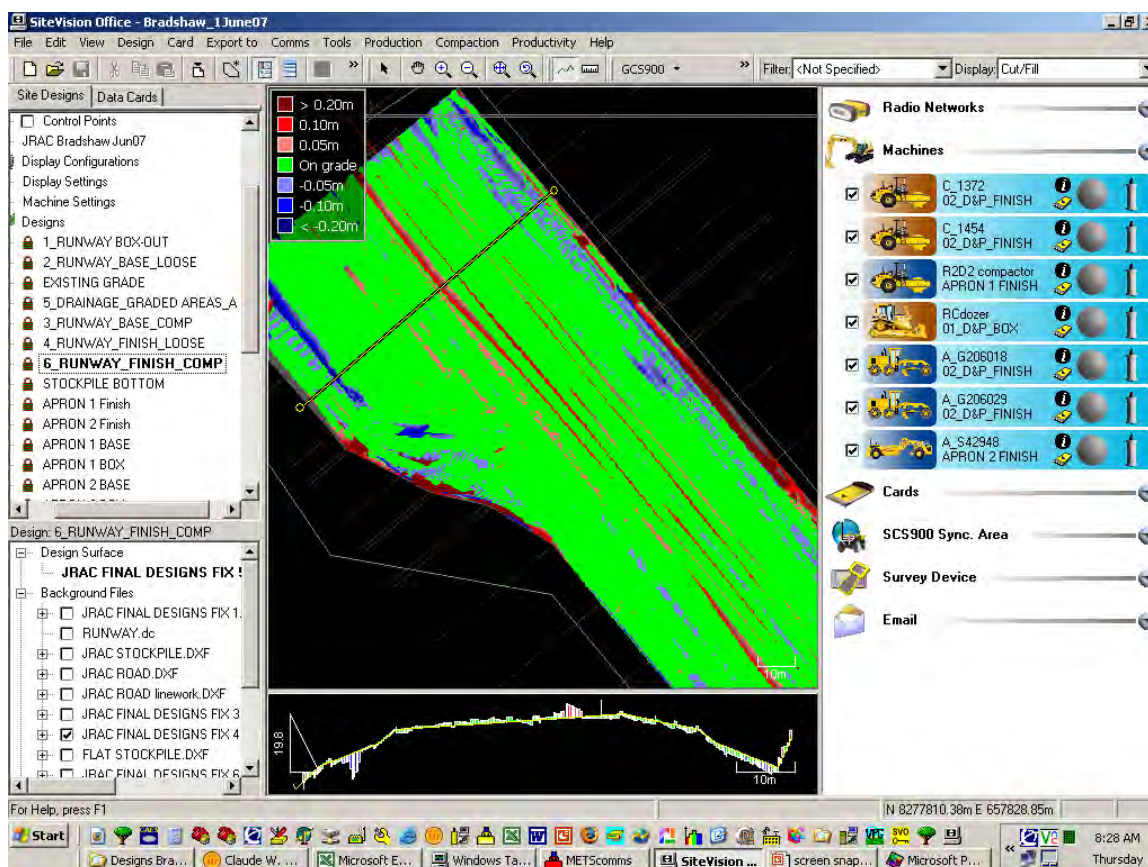 SiteVision Office - Bradshaw_1June07
File Edit View Design Card Export to Comms Tools Production Compaction Productivity Help
GCS900
Filter: <Not Specified>
Display: Cut/Fill
Site Designs
Data Cards
Control Points
JRAC Bradshaw Jun07
Display Configurations
Display Settings
Machine Settings
Designs
1_RUNWAY BOX-OUT
2_RUNWAY_BASE_LOOSE
EXISTING GRADE
5_DRAINAGE_GRADED AREAS_A
3_RUNWAY_BASE_COMP
4_RUNWAY_FINISH_LOOSE
6_RUNWAY_FINISH_COMP
STOCKPILE BOTTOM
APRON 1 Finish
APRON 2 Finish
APRON 1 BASE
APRON 1 BOX
APRON 2 BASE
Design: 6_RUNWAY_FINISH_COMP
Design Surface
JRAC FINAL DESIGNS FIX
Background Files
JRAC FINAL DESIGNS FIX 1.
RUNWAY.dc
JRAC STOCKPILE.DXF
JRAC ROAD.DXF
JRAC ROAD linework.DXF
JRAC FINAL DESIGNS FIX 3
JRAC FINAL DESIGNS FIX 4
FLAT STOCKPILE.DXF
JRAC FINAL DESIGNS FIX 6
> 0.20m
0.10m
0.05m
On grade
-0.05m
-0.10m
< -0.20m
10m
19.8
10m
Radio Networks
Machines
C_1372
02_D&P_FINISH
C_1454
02_D&P_FINISH
R2D2 compactor
APRON 1 FINISH
RCdozer
01_D&P_BOX
A_G206018
02_D&P_FINISH
A_G206029
02_D&P_FINISH
A_S42948
APRON 2 FINISH
Cards
SCS900 Sync. Area
Survey Device
Email
For Help, press F1
N 8277810.38m E 657828.85m
Start
8:28 AM
Designs Bra...
Claude W. ...
Microsoft E...
Windows Ta...
METScomms
SiteVision ...
screen snap...
Microsoft P...
Thursday